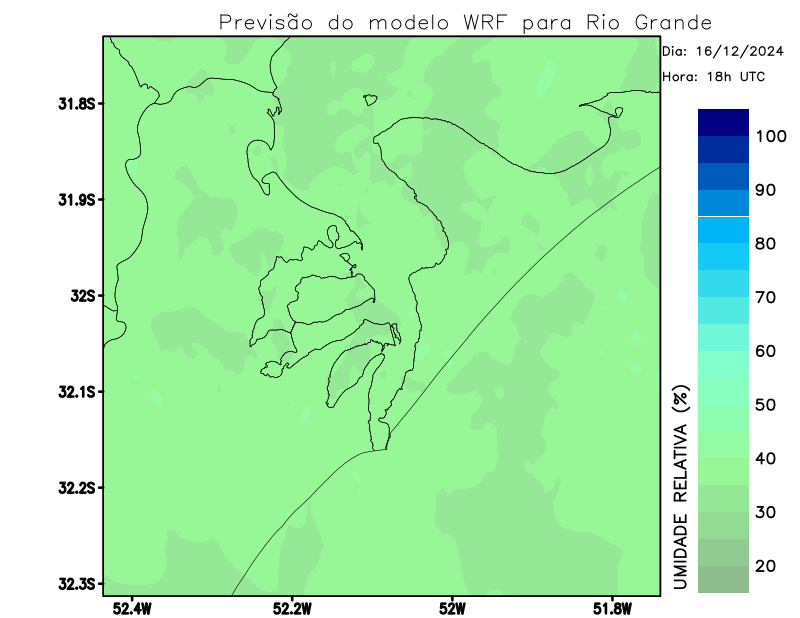 Previsão do modelo WRF para Rio Grande
Dia: 16/12/2024
Hora: 18h UTC
31.8S
31.9S
32S
32.1S
32.2S
32.3S
52.4W
52.2W
52W
51.8W
100
90
80
70
60
50
40
30
20
UMIDADE RELATIVA (%)